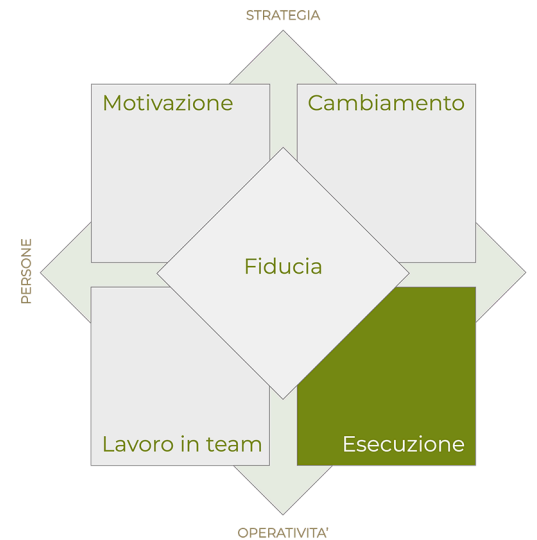 STRATEGIA
Motivazione
Cambiamento
PERSONE
Fiducia
Lavoro in team
Esecuzione
OPERATIVITA'